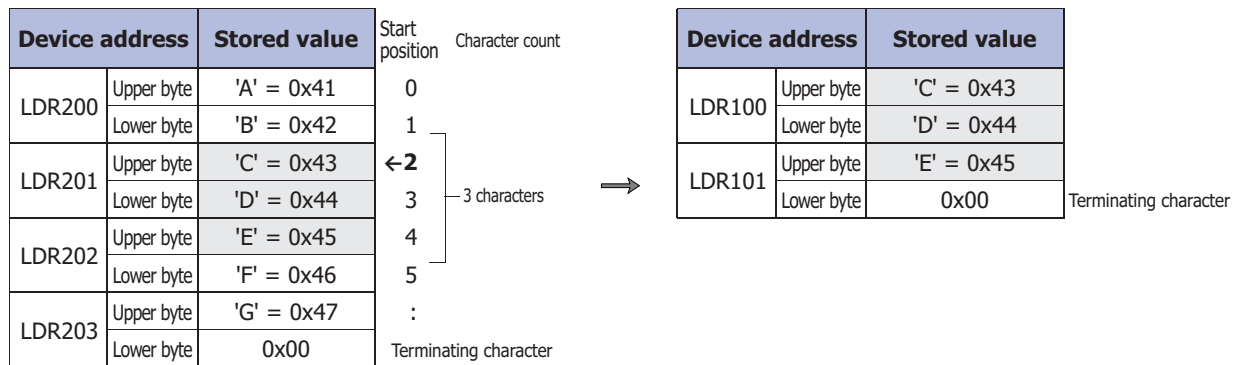 Device address Stored value Start position Character count
LDR200 Upper byte 'A' = 0x41 0
Lower byte 'B' = 0x42 1
LDR201 Upper byte 'C' = 0x43 ←2
Lower byte 'D' = 0x44 3 3 characters
LDR202 Upper byte 'E' = 0x45 4
Lower byte 'F' = 0x46 5
LDR203 Upper byte 'G' = 0x47 :
Lower byte 0x00 Terminating character
Device address Stored value
LDR100 Upper byte 'C' = 0x43
Lower byte 'D' = 0x44
LDR101 Upper byte 'E' = 0x45
Lower byte 0x00 Terminating character